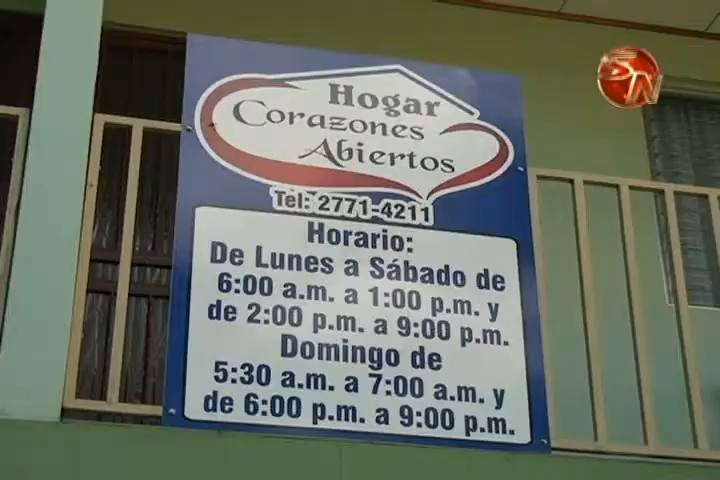 Hogar
Corazones
Abiertos
Tel: 2771-4211
Horario:
De Lunes a Sábado de
6:00 a.m. a 1:00 p.m. y
de 2:00 p.m. a 9:00 p.m.
Domingo de
5:30 a.m. a 7:00 a.m. y
de 6:00 p.m. a 9:00 p.m.